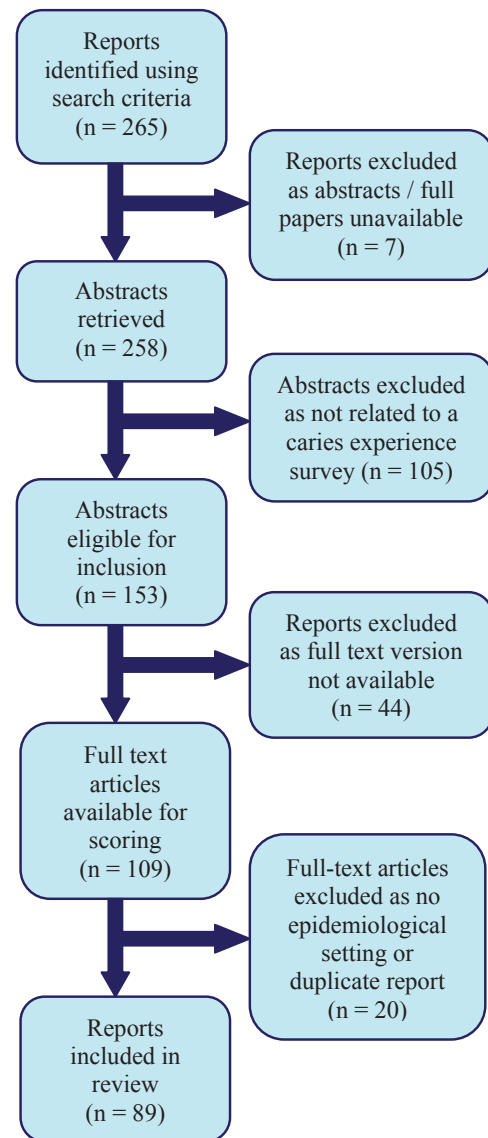 Reports
identified using
search criteria
(n = 265)
Reports excluded
as abstracts / full
papers unavailable
(n = 7)
Abstracts
retrieved
(n = 258)
Abstracts excluded
as not related to a
caries experience
survey (n = 105)
Abstracts
eligible for
inclusion
(n = 153)
Reports excluded
as full text version
not available
(n = 44)
Full text
articles
available for
scoring
(n = 109)
Full-text articles
excluded as no
epidemiological
setting or
duplicate report
(n = 20)
Reports
included in
review
(n = 89)